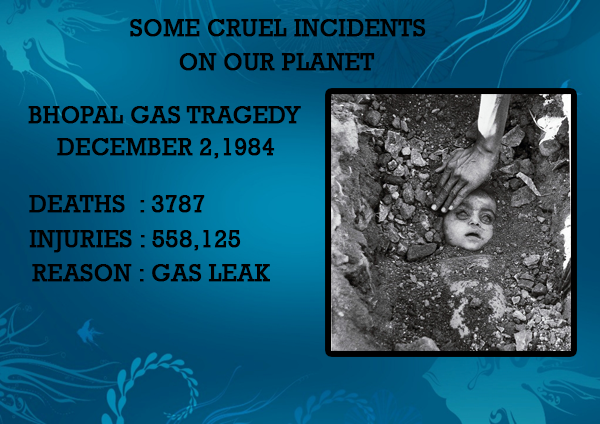 SOME CRUEL INCIDENTS
ON OUR PLANET
BHOPAL GAS TRAGEDY
DECEMBER 2,1984
DEATHS : 3787
INJURIES : 558,125
REASON : GAS LEAK